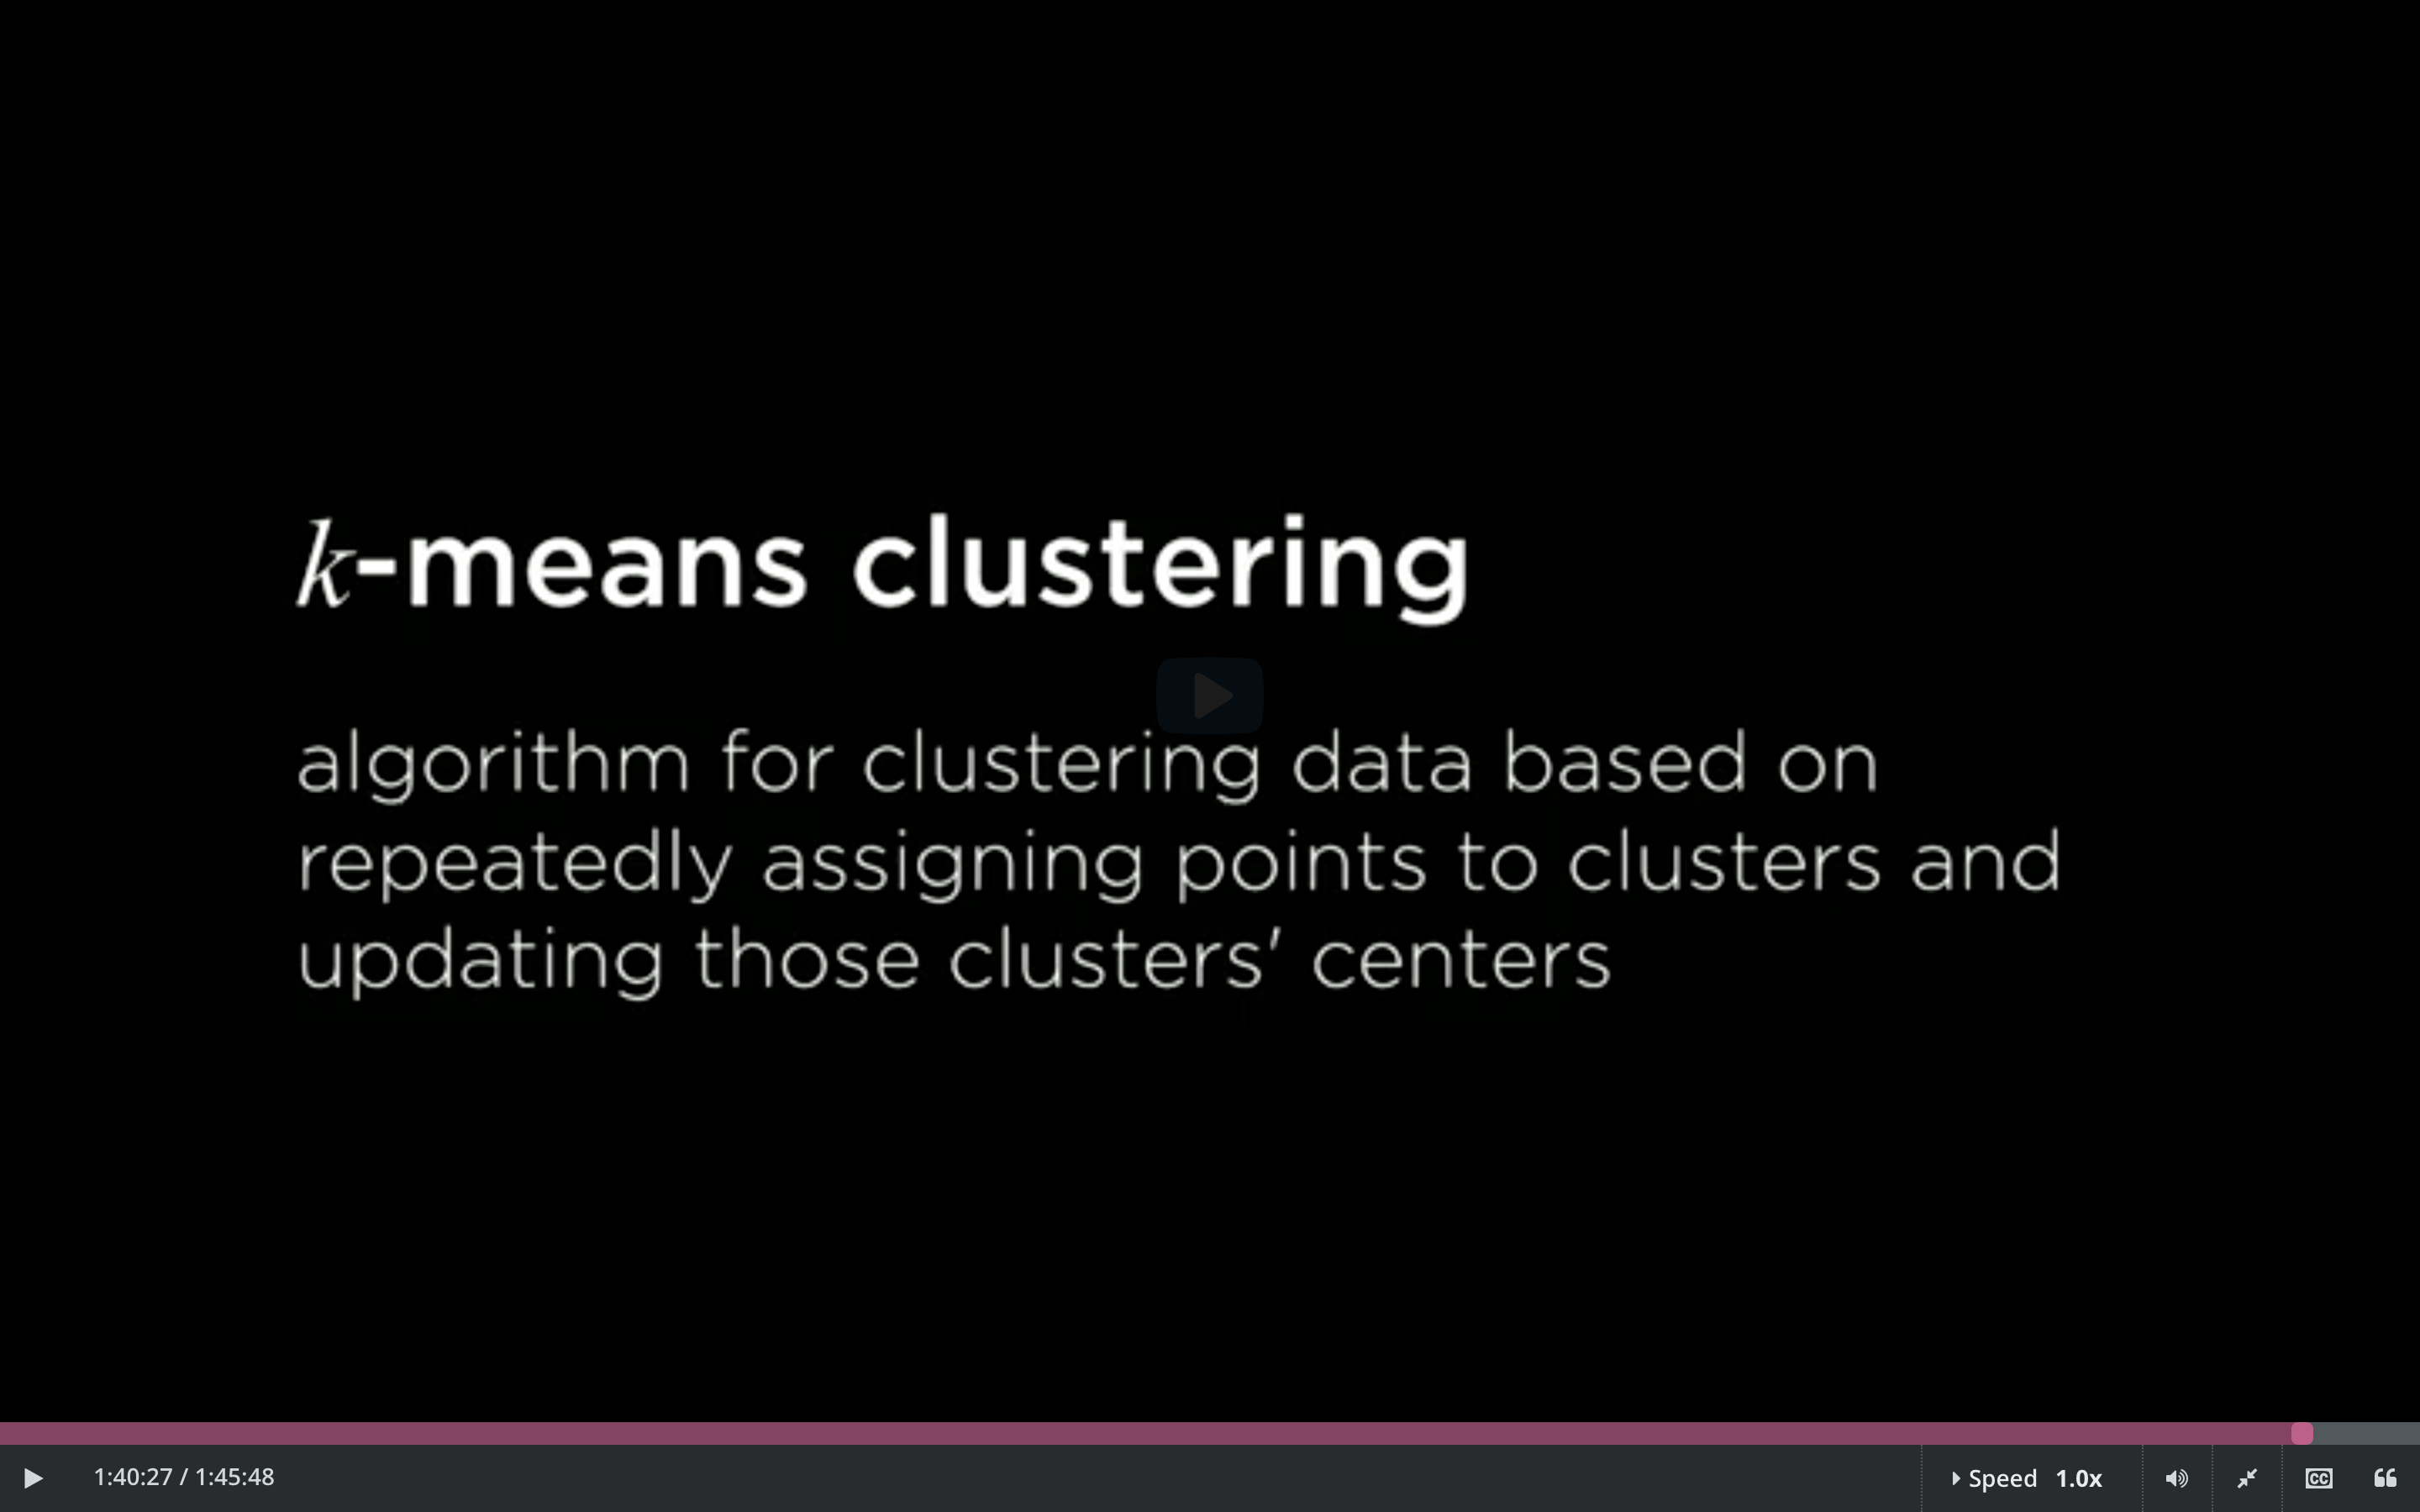 k-means clustering
algorithm for clustering data based on
repeatedly assigning points to clusters and
updating those clusters' centers
1:40:27 / 1:45:48
Speed 1.0x
CC